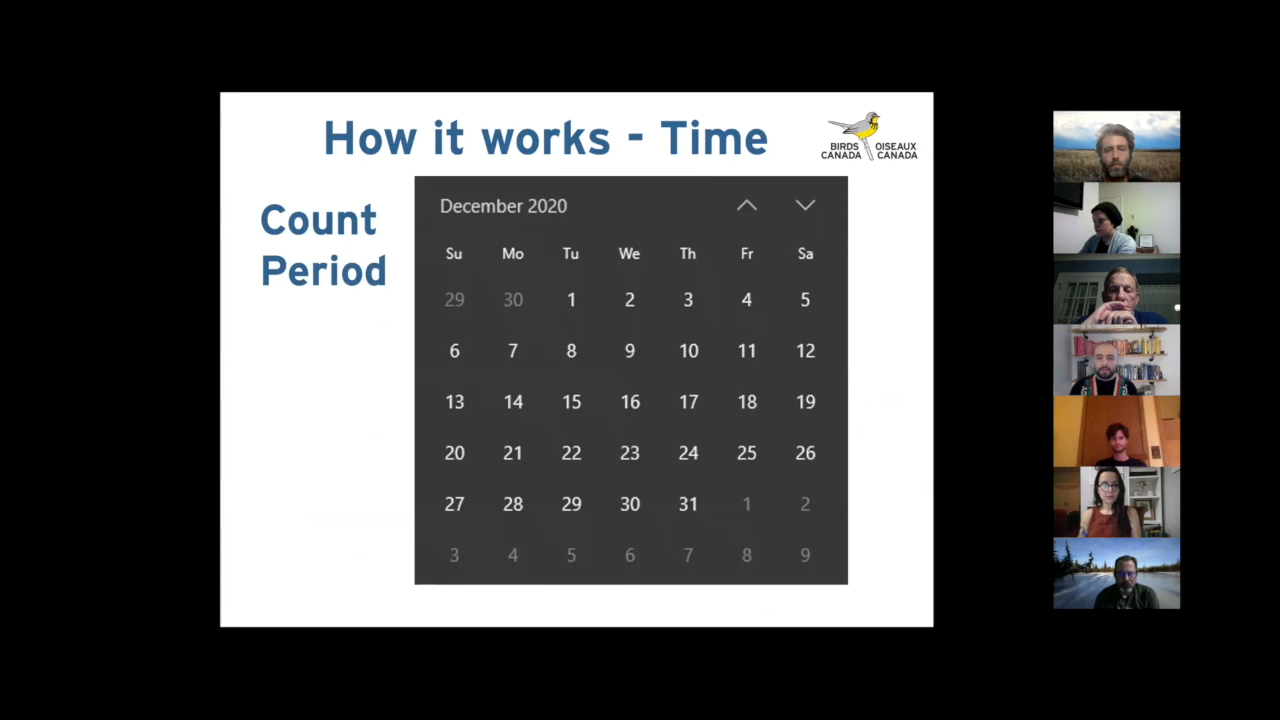 How it works - Time
BIRDS CANADA
OISEAUX CANADA
Count
Period
December 2020
Su Mo Tu We Th Fr Sa
29 30 1 2 3 4 5
6 7 8 9 10 11 12
13 14 15 16 17 18 19
20 21 22 23 24 25 26
27 28 29 30 31 1 2
3 4 5 6 7 8 9